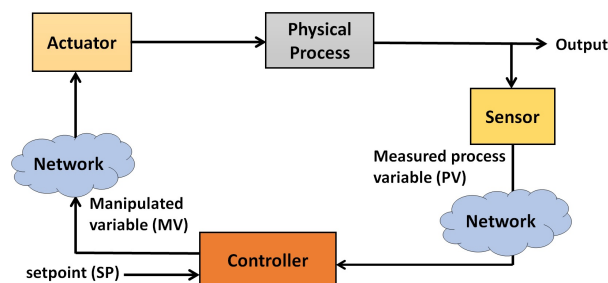 Actuator
Physical
Process
Output
Sensor
Network
Measured process
variable (PV)
Manipulated
variable (MV)
Network
Controller
setpoint (SP)